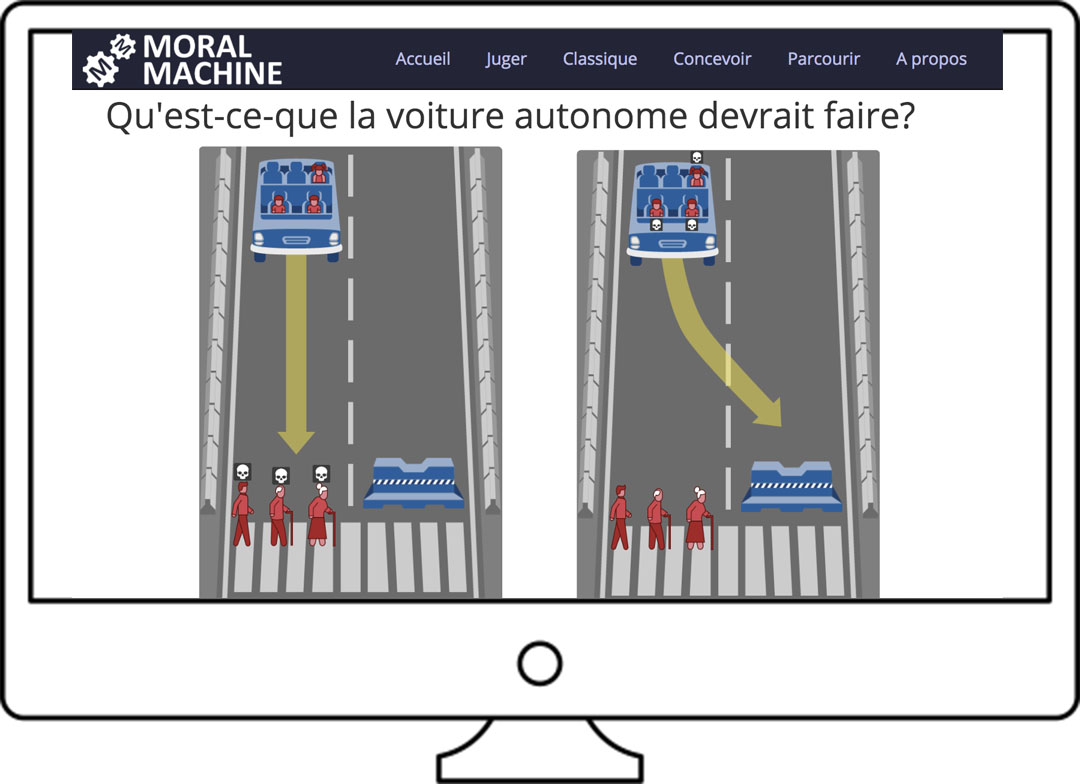 MORAL
MACHINE
Accueil Juger Classique Concevoir Parcourir A propos
Qu'est-ce-que la voiture autonome devrait faire?